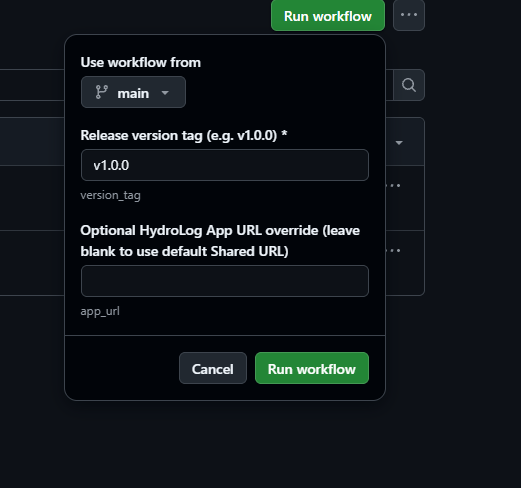 Run workflow
Use workflow from
main
Release version tag (e.g. v1.0.0) *
v1.0.0
version_tag
Optional HydroLog App URL override (leave
blank to use default Shared URL)
app_url
Cancel
Run workflow